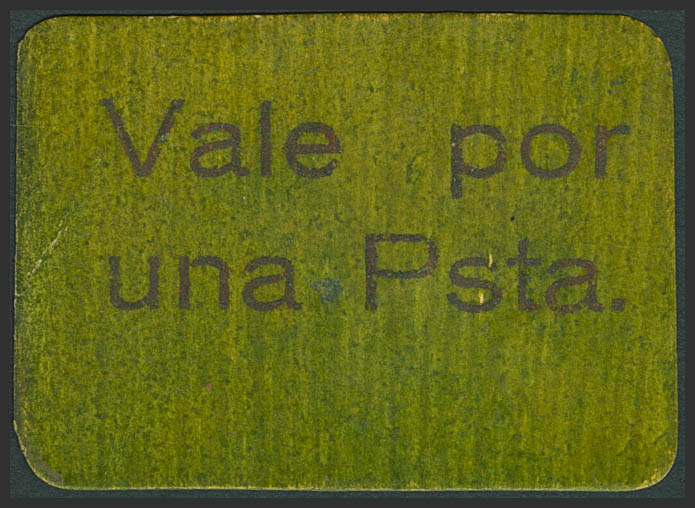 Vale por
una Psta.